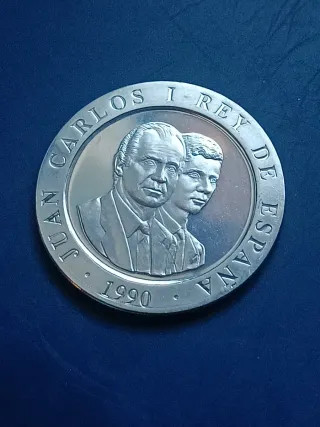 JUAN CARLOS I REY DE ESPAÑA
· 1990 ·